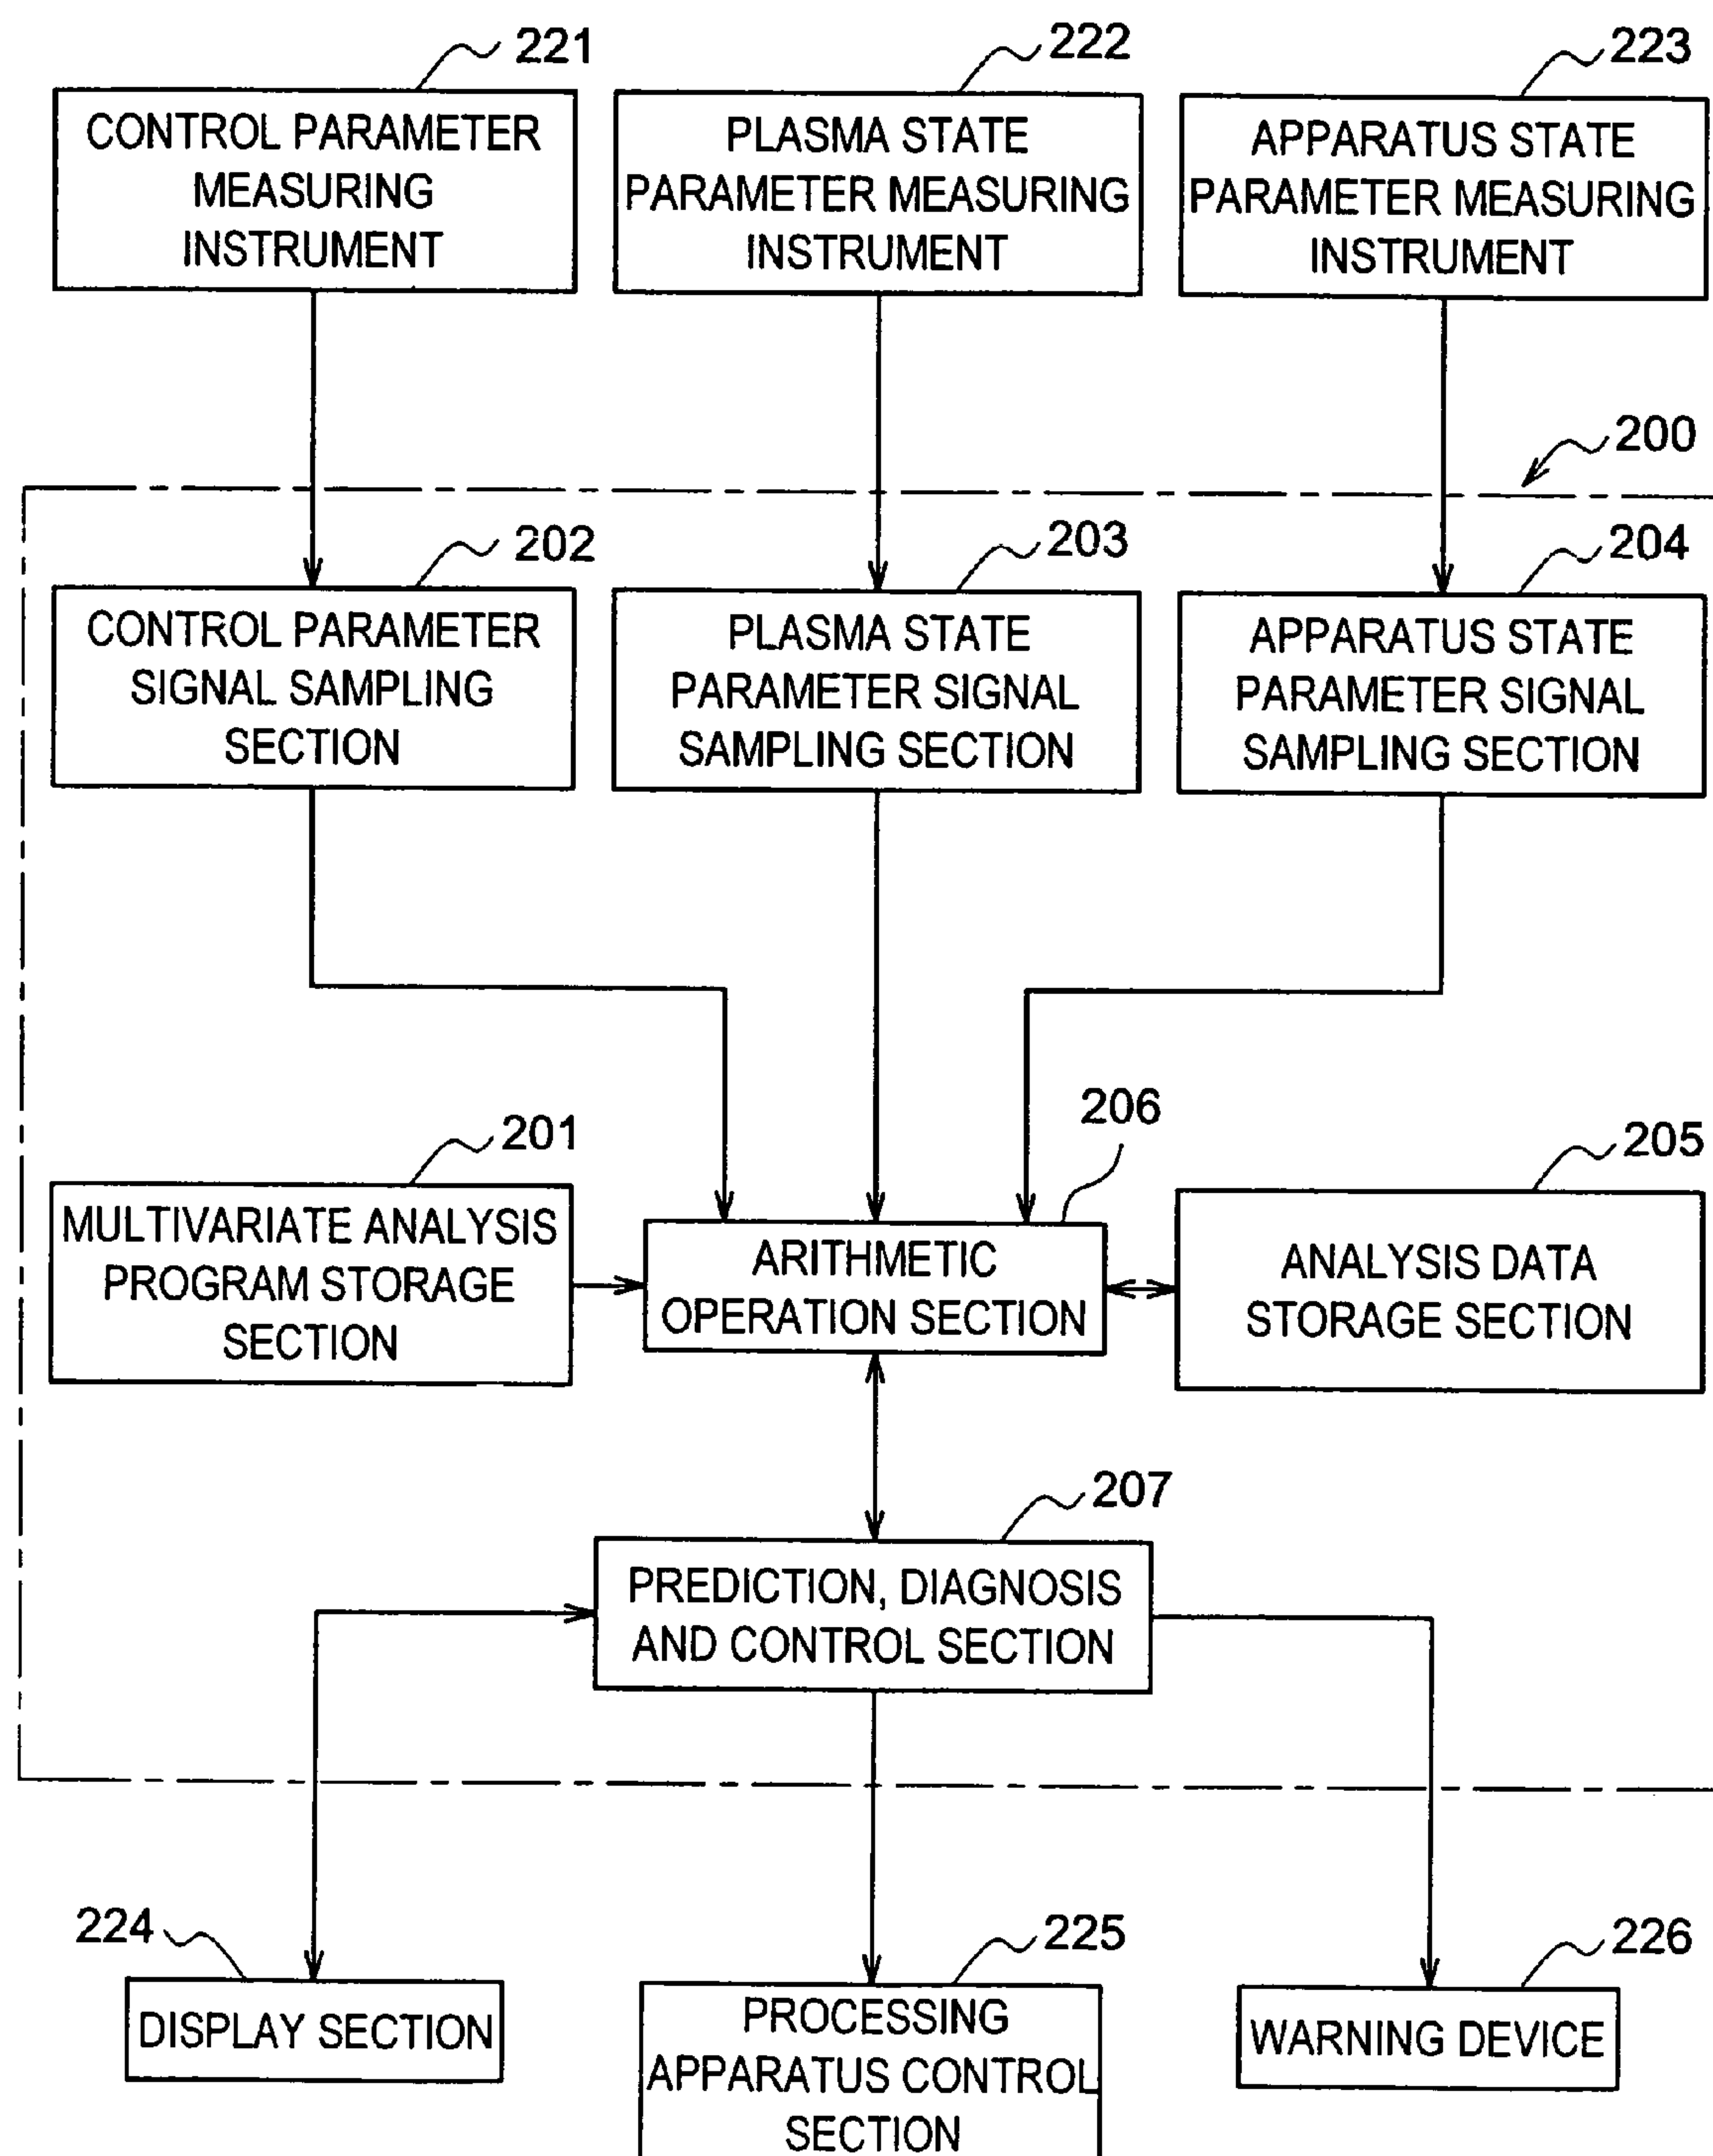 221
222
223
CONTROL PARAMETER
MEASURING
INSTRUMENT
PLASMA STATE
PARAMETER MEASURING
INSTRUMENT
APPARATUS STATE
PARAMETER MEASURING
INSTRUMENT
200
202
203
204
CONTROL PARAMETER
SIGNAL SAMPLING
SECTION
PLASMA STATE
PARAMETER SIGNAL
SAMPLING SECTION
APPARATUS STATE
PARAMETER SIGNAL
SAMPLING SECTION
201
206
205
MULTIVARIATE ANALYSIS
PROGRAM STORAGE
SECTION
ARITHMETIC
OPERATION SECTION
ANALYSIS DATA
STORAGE SECTION
207
PREDICTION, DIAGNOSIS
AND CONTROL SECTION
224
225
226
DISPLAY SECTION
PROCESSING
APPARATUS CONTROL
SECTION
WARNING DEVICE